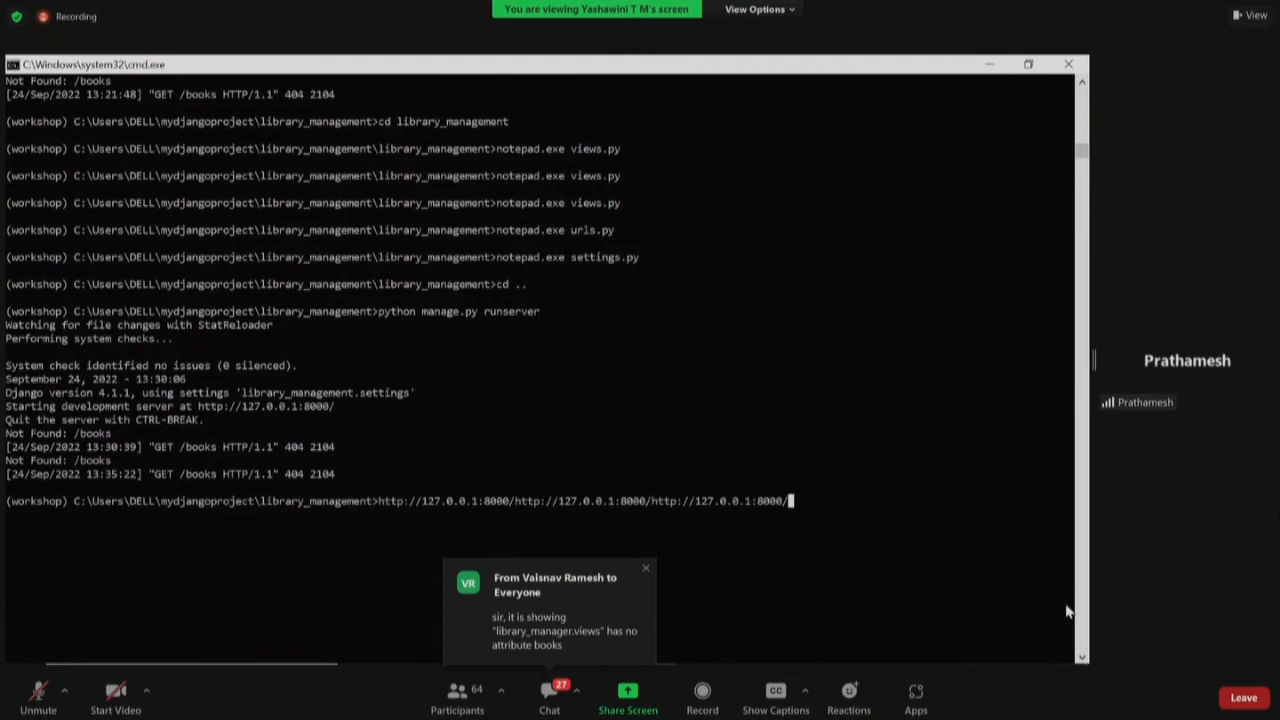 Recording
You are viewing Yashawini T M's screen
View Options
View
C:\Windows\system32\cmd.exe
Not Found: /books
[24/Sep/2022 13:21:48] "GET /books HTTP/1.1" 404 2104
(workshop) C:\Users\DELL\mydjangoproject\library_management>cd library_management
(workshop) C:\Users\DELL\mydjangoproject\library_management\library_management>notepad.exe views.py
(workshop) C:\Users\DELL\mydjangoproject\library_management\library_management>notepad.exe views.py
(workshop) C:\Users\DELL\mydjangoproject\library_management\library_management>notepad.exe views.py
(workshop) C:\Users\DELL\mydjangoproject\library_management\library_management>notepad.exe urls.py
(workshop) C:\Users\DELL\mydjangoproject\library_management\library_management>notepad.exe settings.py
(workshop) C:\Users\DELL\mydjangoproject\library_management\library_management>cd ..
(workshop) C:\Users\DELL\mydjangoproject\library_management>python manage.py runserver
Watching for file changes with StatReloader
Performing system checks...
System check identified no issues (0 silenced).
September 24, 2022 - 13:30:06
Django version 4.1.1, using settings 'library_management.settings'
Starting development server at http://127.0.0.1:8000/
Quit the server with CTRL-BREAK.
Not Found: /books
[24/Sep/2022 13:30:39] "GET /books HTTP/1.1" 404 2104
Not Found: /books
[24/Sep/2022 13:35:22] "GET /books HTTP/1.1" 404 2104
(workshop) C:\Users\DELL\mydjangoproject\library_management>http://127.0.0.1:8000/http://127.0.0.1:8000/http://127.0.0.1:8000/
Prathamesh
Prathamesh
VR
From Vaisnav Ramesh to
Everyone
sir, it is showing
"library_manager.views" has no
attribute books
Unmute
Start Video
64
Participants
27
Chat
Share Screen
Record
CC
Show Captions
Reactions
Apps
Leave